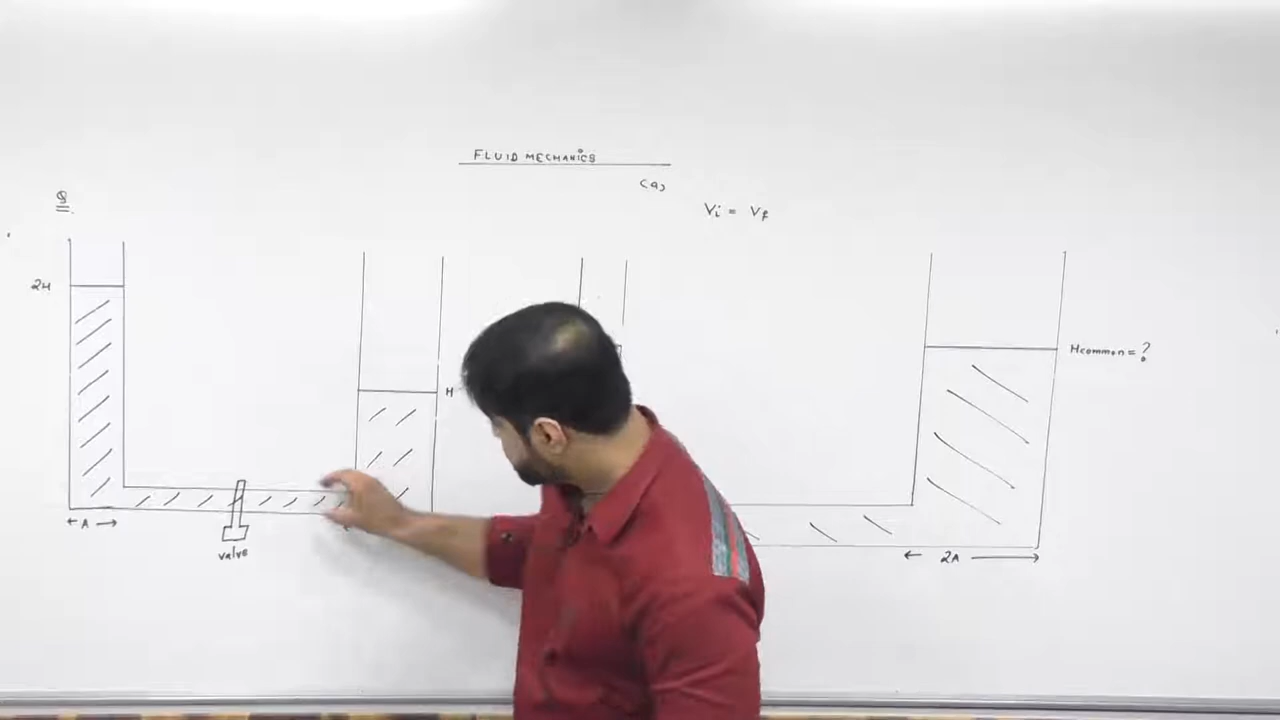 FLUID MECHANICS
(a)
Q
Vi = Vf
2H
H
Hcommon = ?
A
valve
2A